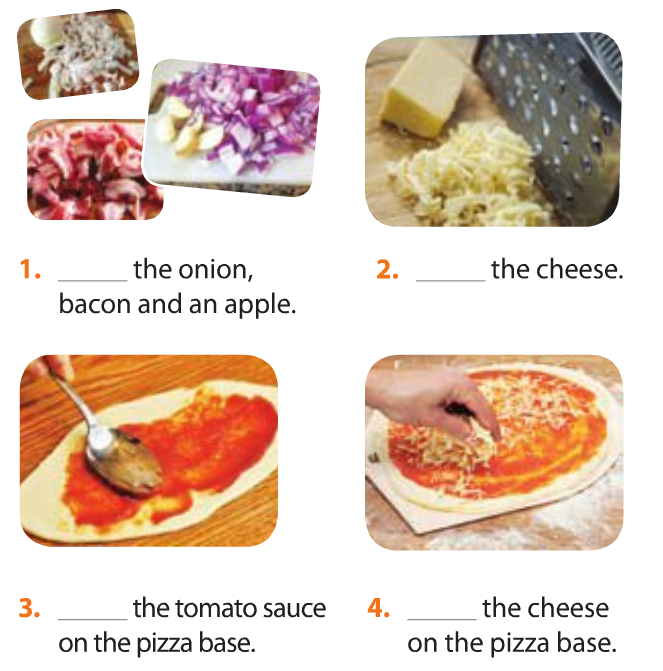 1. ______ the onion,
bacon and an apple.
2. ______ the cheese.
3. ______ the tomato sauce
on the pizza base.
4. ______ the cheese
on the pizza base.